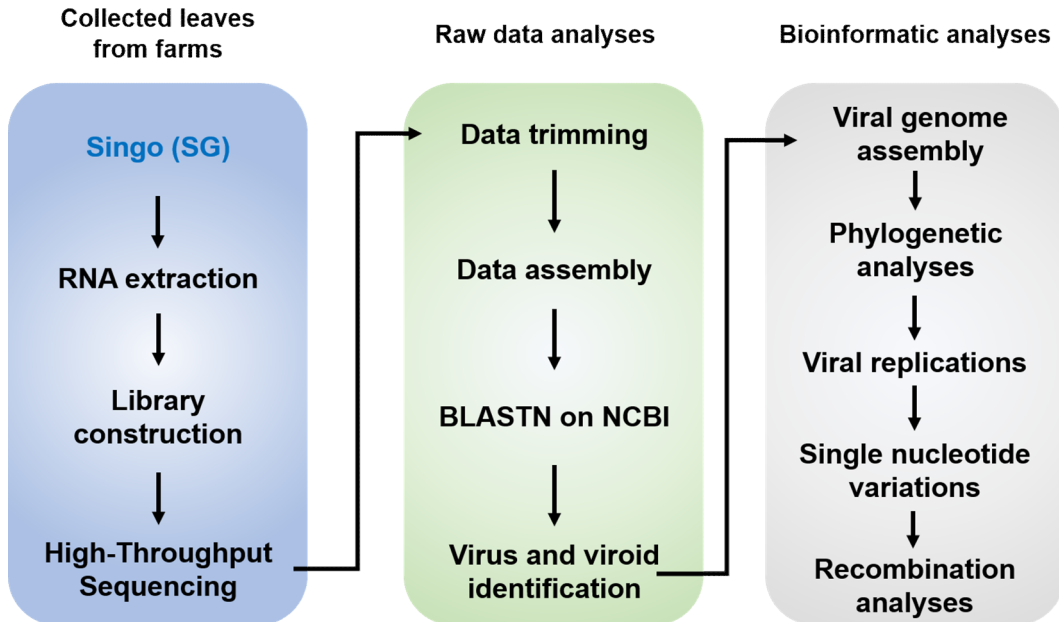 Collected leaves
from farms
Singo (SG)
RNA extraction
Library
construction
High-Throughput
Sequencing
Raw data analyses
Data trimming
Data assembly
BLASTN on NCBI
Virus and viroid
identification
Bioinformatic analyses
Viral genome
assembly
Phylogenetic
analyses
Viral replications
Single nucleotide
variations
Recombination
analyses